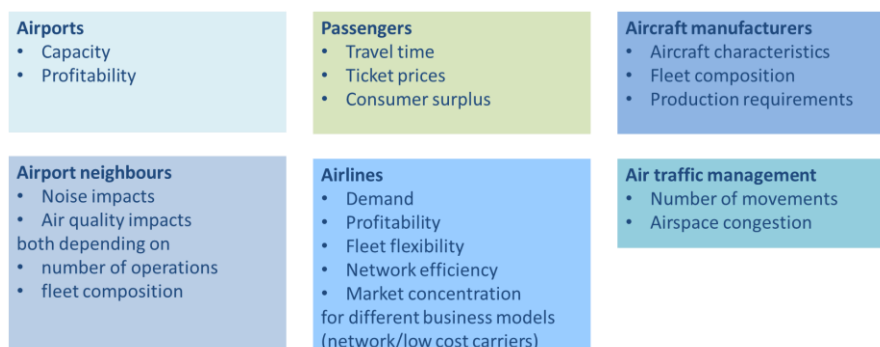 Airports
• Capacity
• Profitability
Passengers
• Travel time
• Ticket prices
• Consumer surplus
Aircraft manufacturers
• Aircraft characteristics
• Fleet composition
• Production requirements
Airport neighbours
• Noise impacts
• Air quality impacts
both depending on
• number of operations
• fleet composition
Airlines
• Demand
• Profitability
• Fleet flexibility
• Network efficiency
• Market concentration
for different business models
(network/low cost carriers)
Air traffic management
• Number of movements
• Airspace congestion